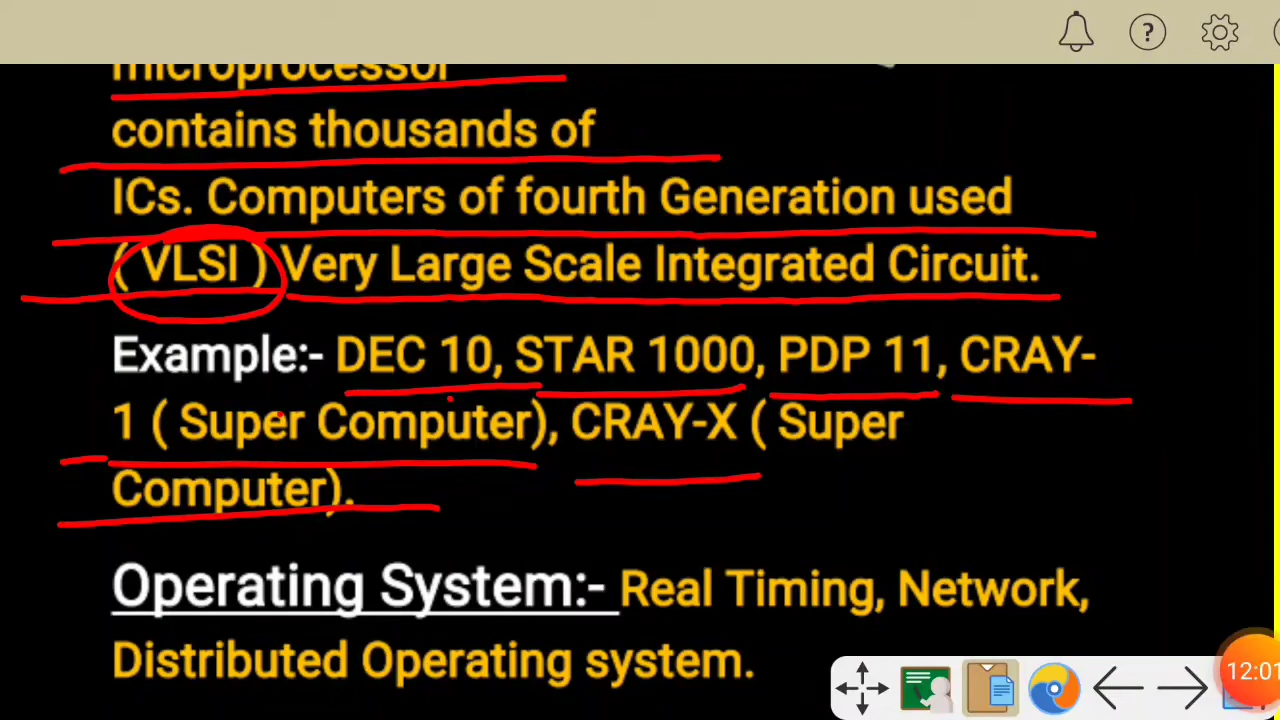 microprocessor
contains thousands of
ICs. Computers of fourth Generation used
( VLSI ) Very Large Scale Integrated Circuit.
Example:- DEC 10, STAR 1000, PDP 11, CRAY-
1 ( Super Computer), CRAY-X ( Super
Computer).
Operating System:- Real Timing, Network,
Distributed Operating system.
12:01